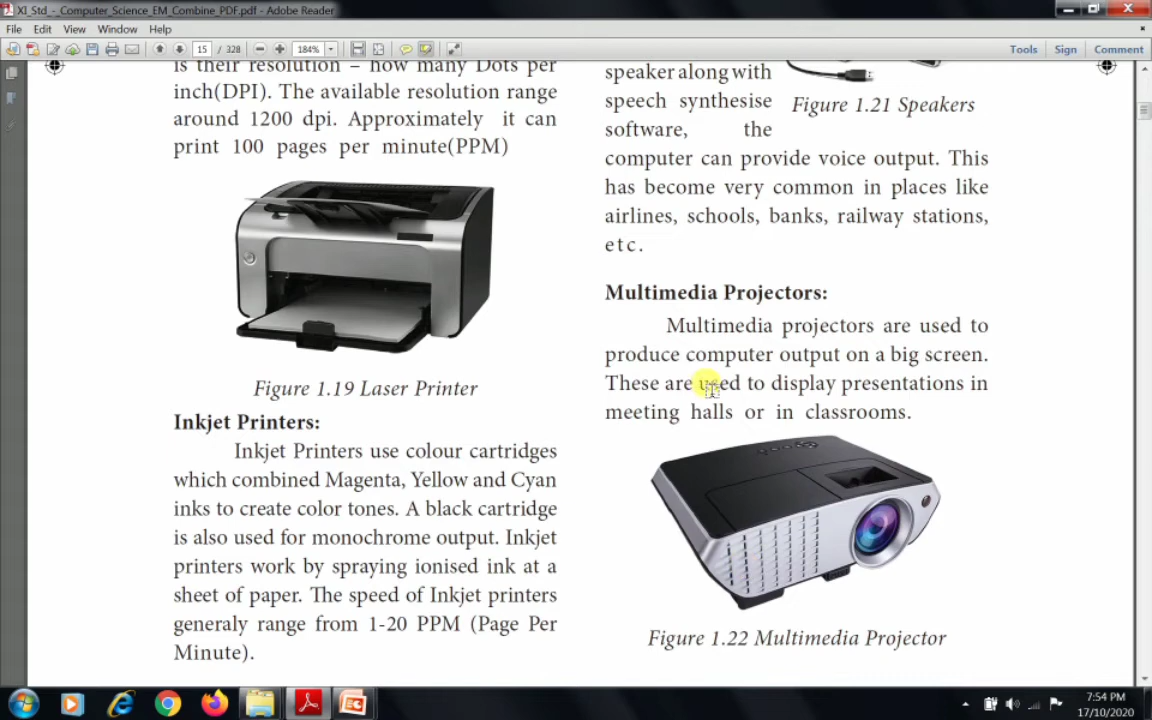 XI_Std_-_Computer_Science_EM_Combine_PDF.pdf - Adobe Reader
File Edit View Window Help
15 / 328 184% Tools Sign Comment
is their resolution – how many Dots per
inch(DPI). The available resolution range
around 1200 dpi. Approximately it can
print 100 pages per minute(PPM)
Figure 1.19 Laser Printer
Inkjet Printers:
Inkjet Printers use colour cartridges
which combined Magenta, Yellow and Cyan
inks to create color tones. A black cartridge
is also used for monochrome output. Inkjet
printers work by spraying ionised ink at a
sheet of paper. The speed of Inkjet printers
generaly range from 1-20 PPM (Page Per
Minute).
speaker along with
speech synthesise
software, the
Figure 1.21 Speakers
computer can provide voice output. This
has become very common in places like
airlines, schools, banks, railway stations,
etc.
Multimedia Projectors:
Multimedia projectors are used to
produce computer output on a big screen.
These are used to display presentations in
meeting halls or in classrooms.
Figure 1.22 Multimedia Projector
7:54 PM
17/10/2020